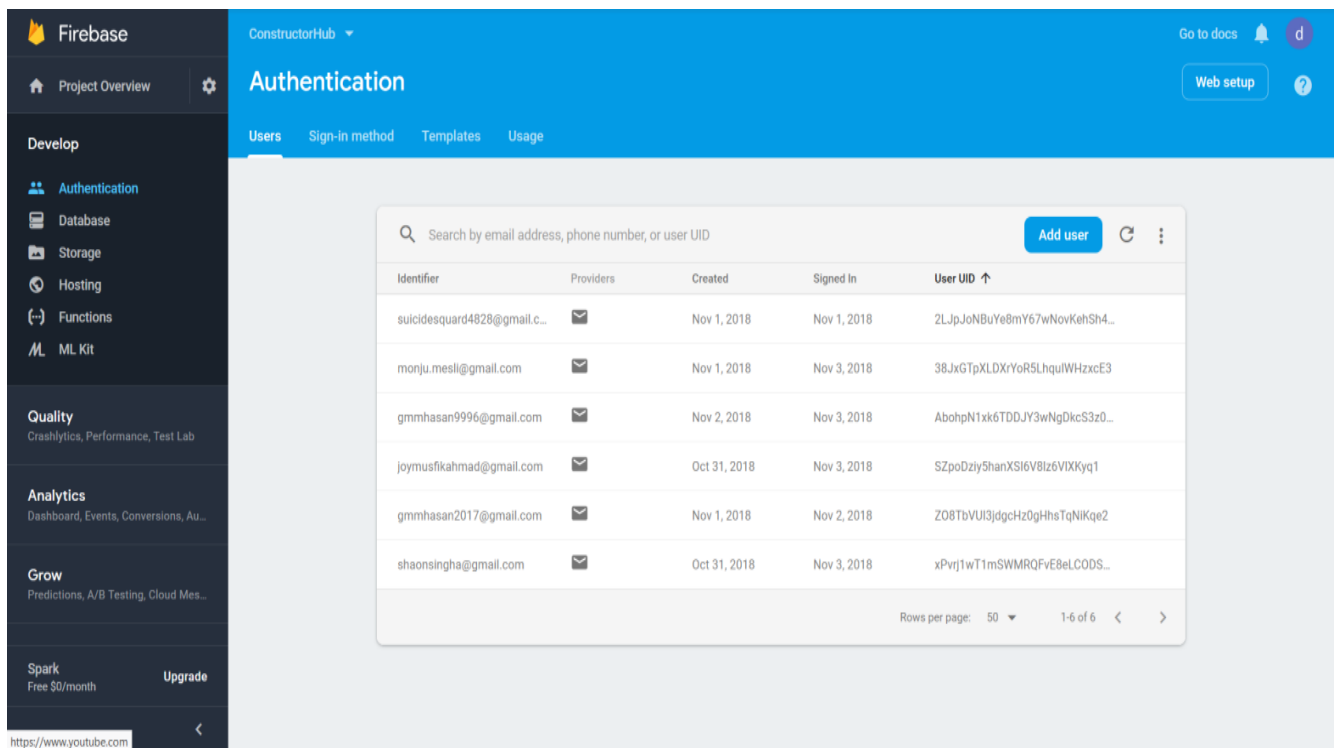 Firebase
Project Overview
Develop
Authentication
Database
Storage
Hosting
Functions
ML Kit
Quality
Crashlytics, Performance, Test Lab
Analytics
Dashboard, Events, Conversions, Au...
Grow
Predictions, A/B Testing, Cloud Mes...
Spark
Free $0/month
Upgrade
https://www.youtube.com
ConstructorHub
Go to docs
d
Authentication
Web setup
?
Users Sign-in method Templates Usage
Search by email address, phone number, or user UID
Add user
Identifier Providers Created Signed In User UID
suicidesquard4828@gmail.c... Nov 1, 2018 Nov 1, 2018 2LJpJoNBuYe8mY67wNovKehSh4...
monju.mesli@gmail.com Nov 1, 2018 Nov 3, 2018 38JxGTpXLDXrYoR5LhquIWHzxcE3
gmmhasan9996@gmail.com Nov 2, 2018 Nov 3, 2018 AbohpN1xk6TDDJY3wNgDkcS3z0...
joymusfikahmad@gmail.com Oct 31, 2018 Nov 3, 2018 SZpoDziy5hanXSI6V8Iz6VIXKyq1
gmmhasan2017@gmail.com Nov 1, 2018 Nov 2, 2018 ZO8TbVUI3jdgcHz0gHhsTqNiKqe2
shaonsingha@gmail.com Oct 31, 2018 Nov 3, 2018 xPvrj1wT1mSWMRQFvE8eLCODS...
Rows per page: 50 1-6 of 6